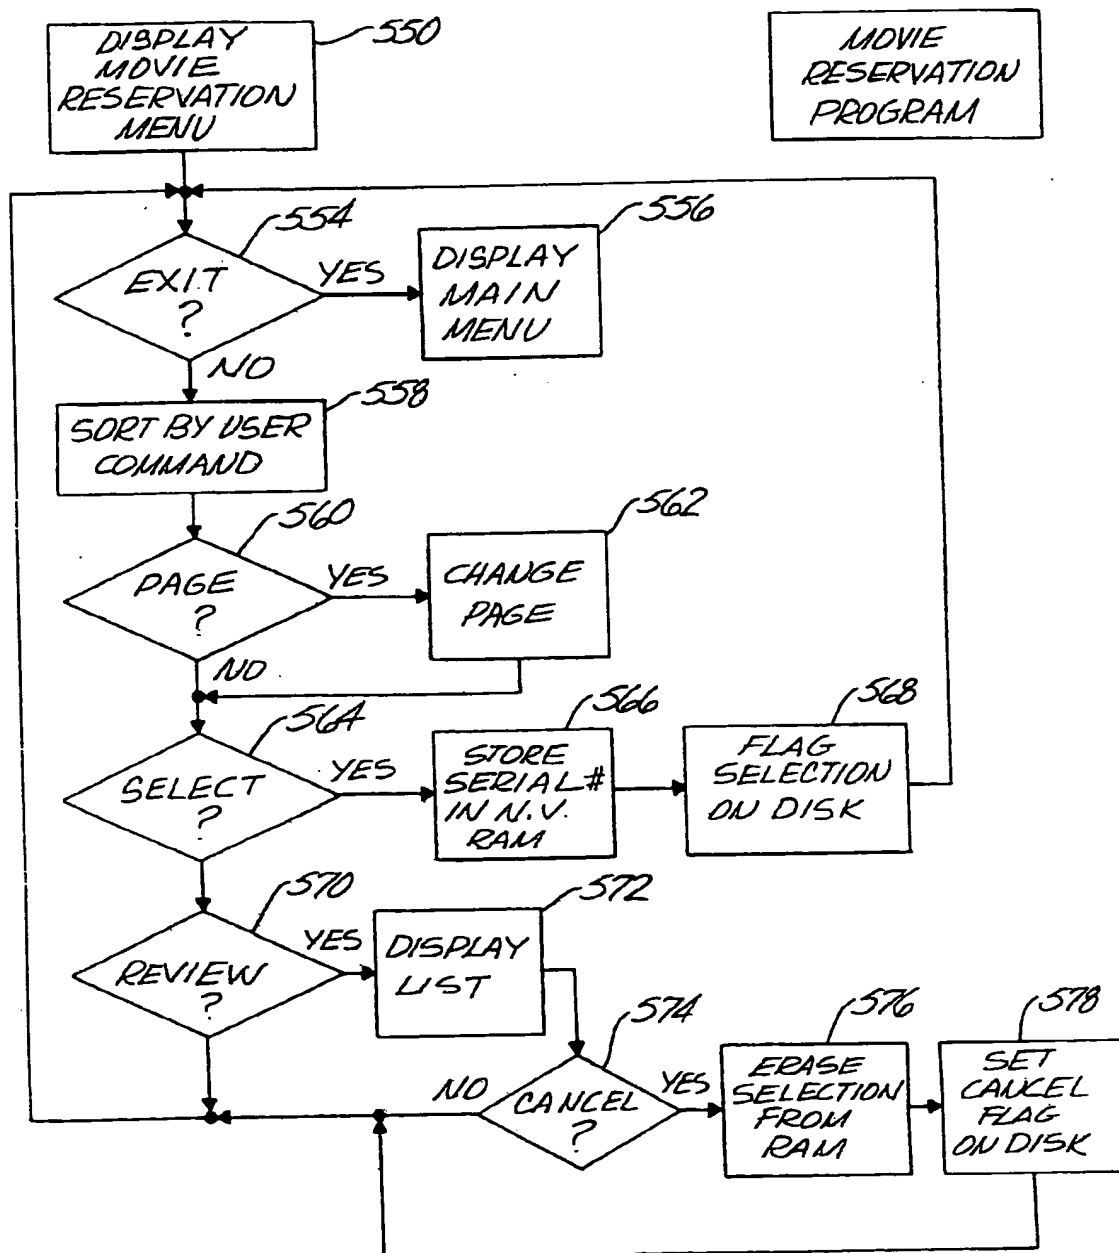 DISPLAY
MOVIE
RESERVATION
MENU
550
MOVIE
RESERVATION
PROGRAM
554
EXIT
?
YES
NO
556
DISPLAY
MAIN
MENU
558
SORT BY USER
COMMAND
560
PAGE
?
YES
NO
562
CHANGE
PAGE
564
SELECT
?
YES
566
STORE
SERIAL #
IN N.V.
RAM
568
FLAG
SELECTION
ON DISK
570
REVIEW
?
YES
572
DISPLAY
LIST
574
CANCEL
?
NO
YES
576
ERASE
SELECTION
FROM
RAM
578
SET
CANCEL
FLAG
ON DISK